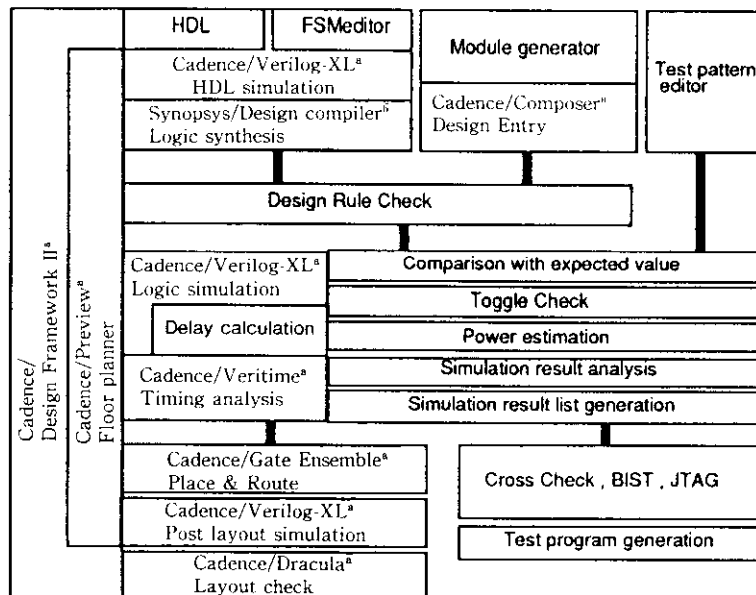 HDL
FSMeditor
Cadence/Verilog-XLᵃ
HDL simulation
Synopsys/Design compilerᵇ
Logic synthesis
Module generator
Cadence/Composerᵃ
Design Entry
Test pattern
editor
Design Rule Check
Cadence/
Design Framework IIᵃ
Cadence/Previewᵃ
Floor planner
Cadence/Verilog-XLᵃ
Logic simulation
Delay calculation
Cadence/Veritimeᵃ
Timing analysis
Comparison with expected value
Toggle Check
Power estimation
Simulation result analysis
Simulation result list generation
Cadence/Gate Ensembleᵃ
Place & Route
Cadence/Verilog-XLᵃ
Post layout simulation
Cadence/Draculaᵃ
Layout check
Cross Check , BIST , JTAG
Test program generation